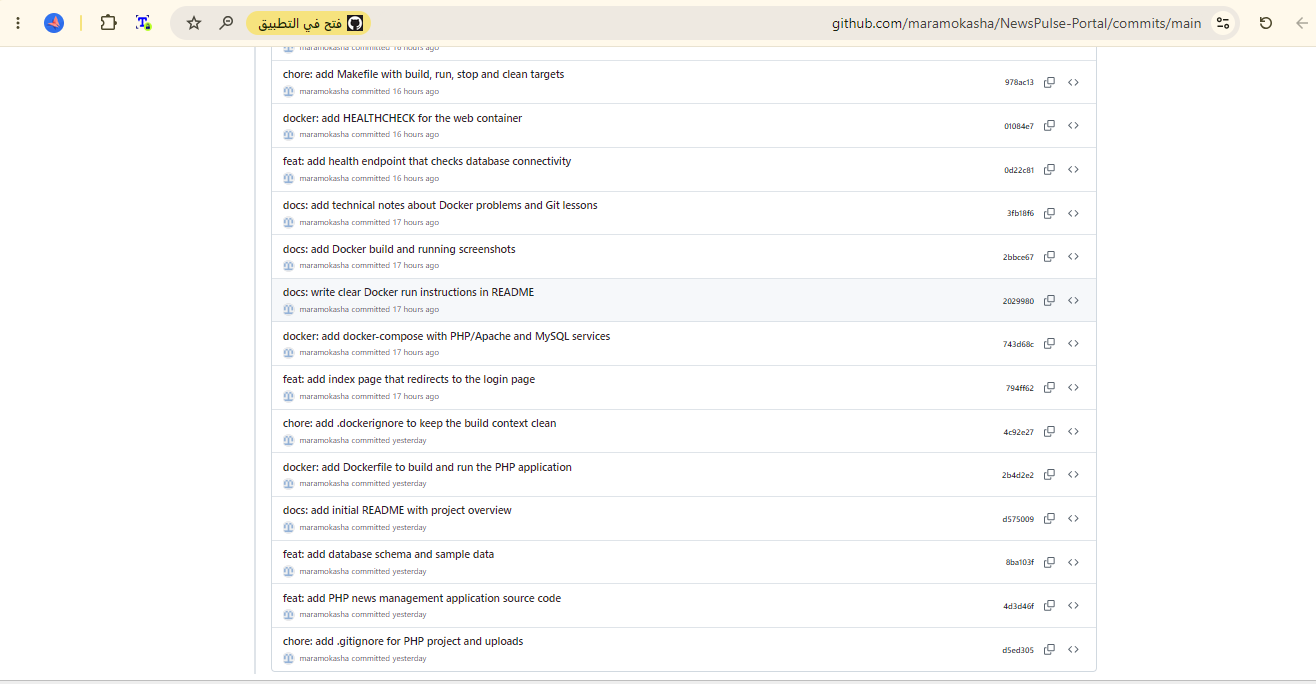 فتح في التطبيق
github.com/maramokasha/NewsPulse-Portal/commits/main
maramokasha committed 16 hours ago
chore: add Makefile with build, run, stop and clean targets
maramokasha committed 16 hours ago
978ac13
docker: add HEALTHCHECK for the web container
maramokasha committed 16 hours ago
01084e7
feat: add health endpoint that checks database connectivity
maramokasha committed 16 hours ago
0d22c81
docs: add technical notes about Docker problems and Git lessons
maramokasha committed 17 hours ago
3fb18f6
docs: add Docker build and running screenshots
maramokasha committed 17 hours ago
2bbce67
docs: write clear Docker run instructions in README
maramokasha committed 17 hours ago
2029980
docker: add docker-compose with PHP/Apache and MySQL services
maramokasha committed 17 hours ago
743d68c
feat: add index page that redirects to the login page
maramokasha committed 17 hours ago
794ff62
chore: add .dockerignore to keep the build context clean
maramokasha committed yesterday
4c92e27
docker: add Dockerfile to build and run the PHP application
maramokasha committed yesterday
2b4d2e2
docs: add initial README with project overview
maramokasha committed yesterday
d575009
feat: add database schema and sample data
maramokasha committed yesterday
8ba103f
feat: add PHP news management application source code
maramokasha committed yesterday
4d3d46f
chore: add .gitignore for PHP project and uploads
maramokasha committed yesterday
d5ed305